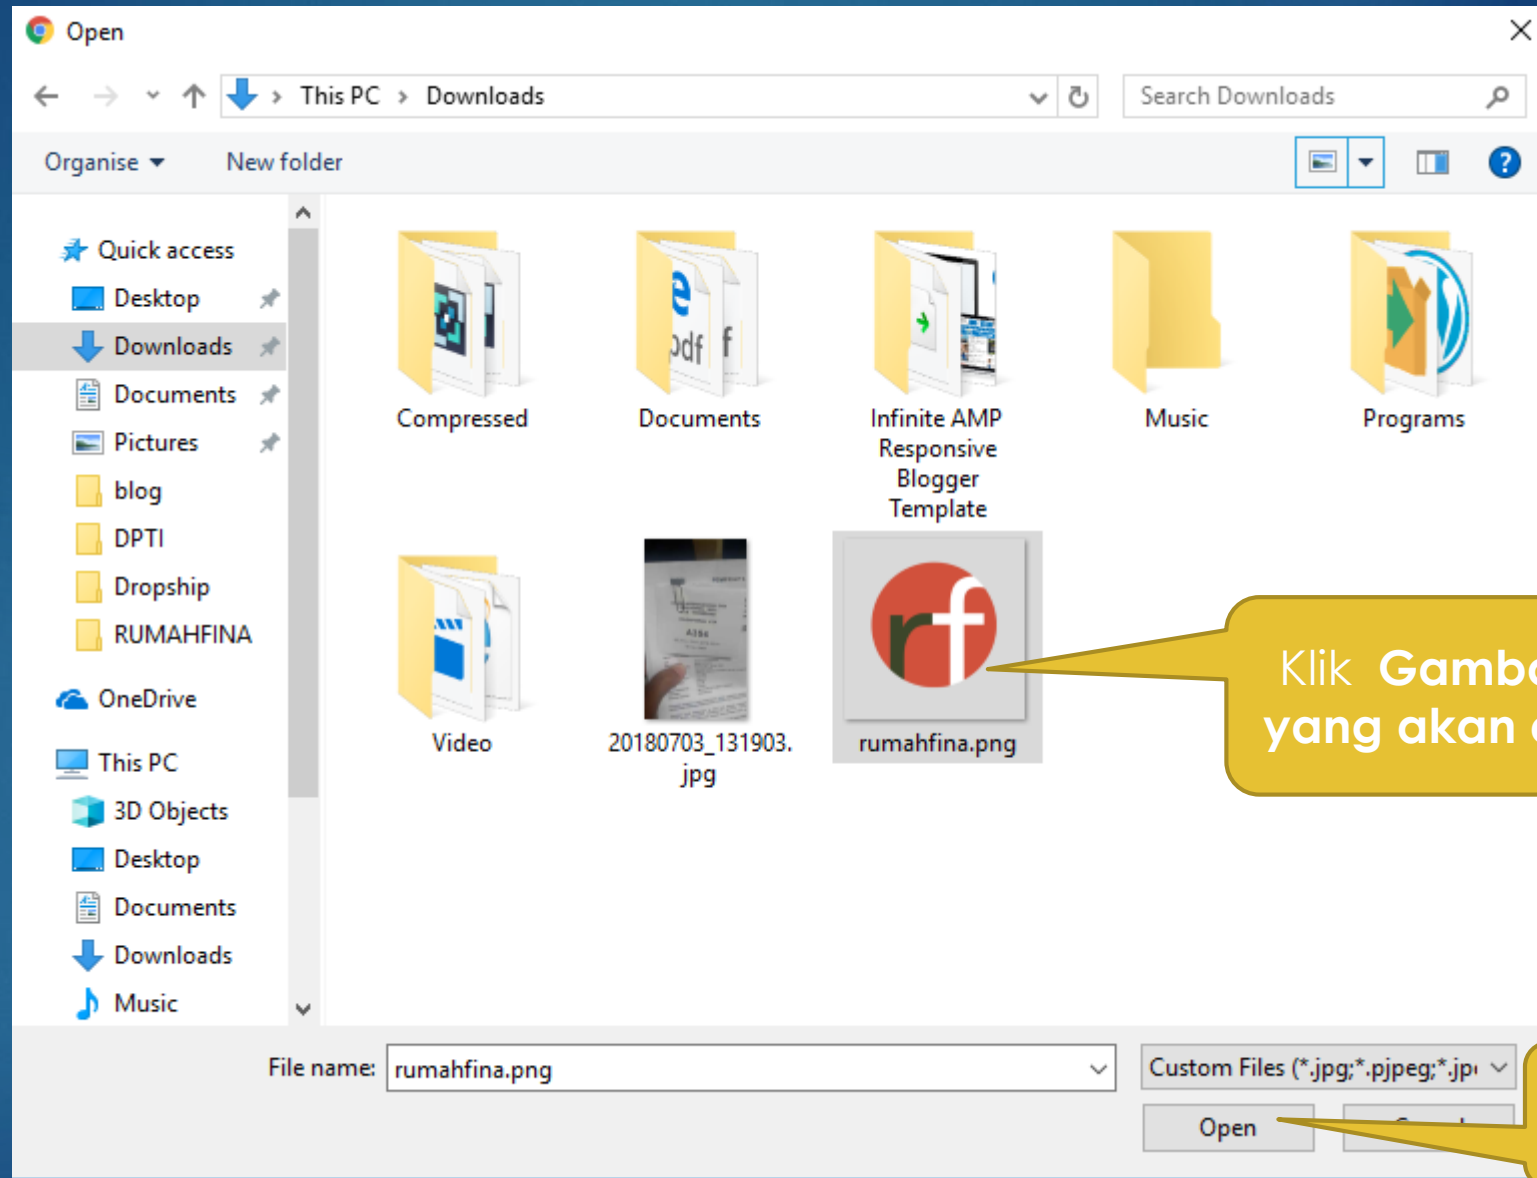 Open
This PC > Downloads
Search Downloads
Organise
New folder
Quick access
Desktop
Downloads
Documents
Pictures
blog
DPTI
Dropship
RUMAHFINA
OneDrive
This PC
3D Objects
Desktop
Documents
Downloads
Music
Compressed
Documents
Infinite AMP
Responsive
Blogger
Template
Music
Programs
Video
20180703_131903.
jpg
rf
rumahfina.png
Klik Gamba
yang akan
File name:
rumahfina.png
Custom Files (*.jpg;*.pjpeg;*.jp
Open